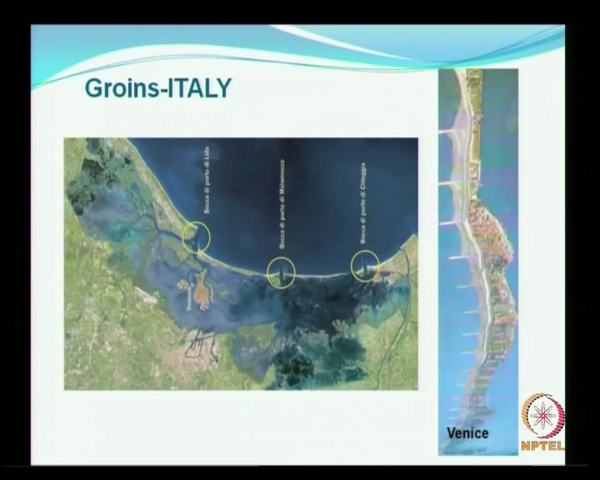 Groins-ITALY
Bocca di porto di Lido
Bocca di porto di Malamocco
Bocca di porto di Chioggia
Venezia
Venice
NPTEL